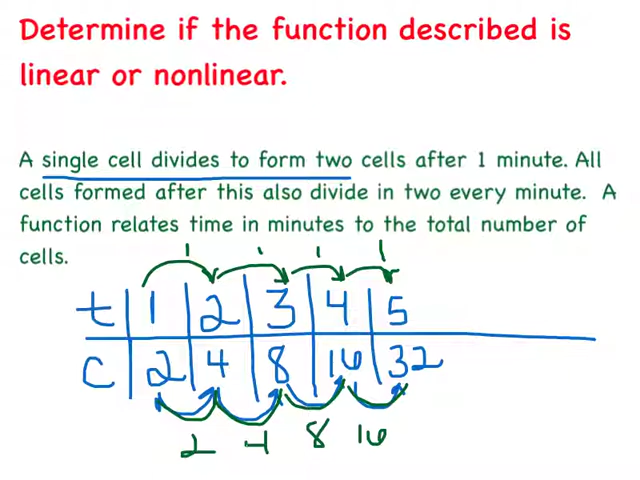 Determine if the function described is
linear or nonlinear.
A single cell divides to form two cells after 1 minute. All
cells formed after this also divide in two every minute. A
function relates time in minutes to the total number of
cells.
1 1 1 1
t 1 2 3 4 5
c 2 4 8 16 32
2 4 8 16